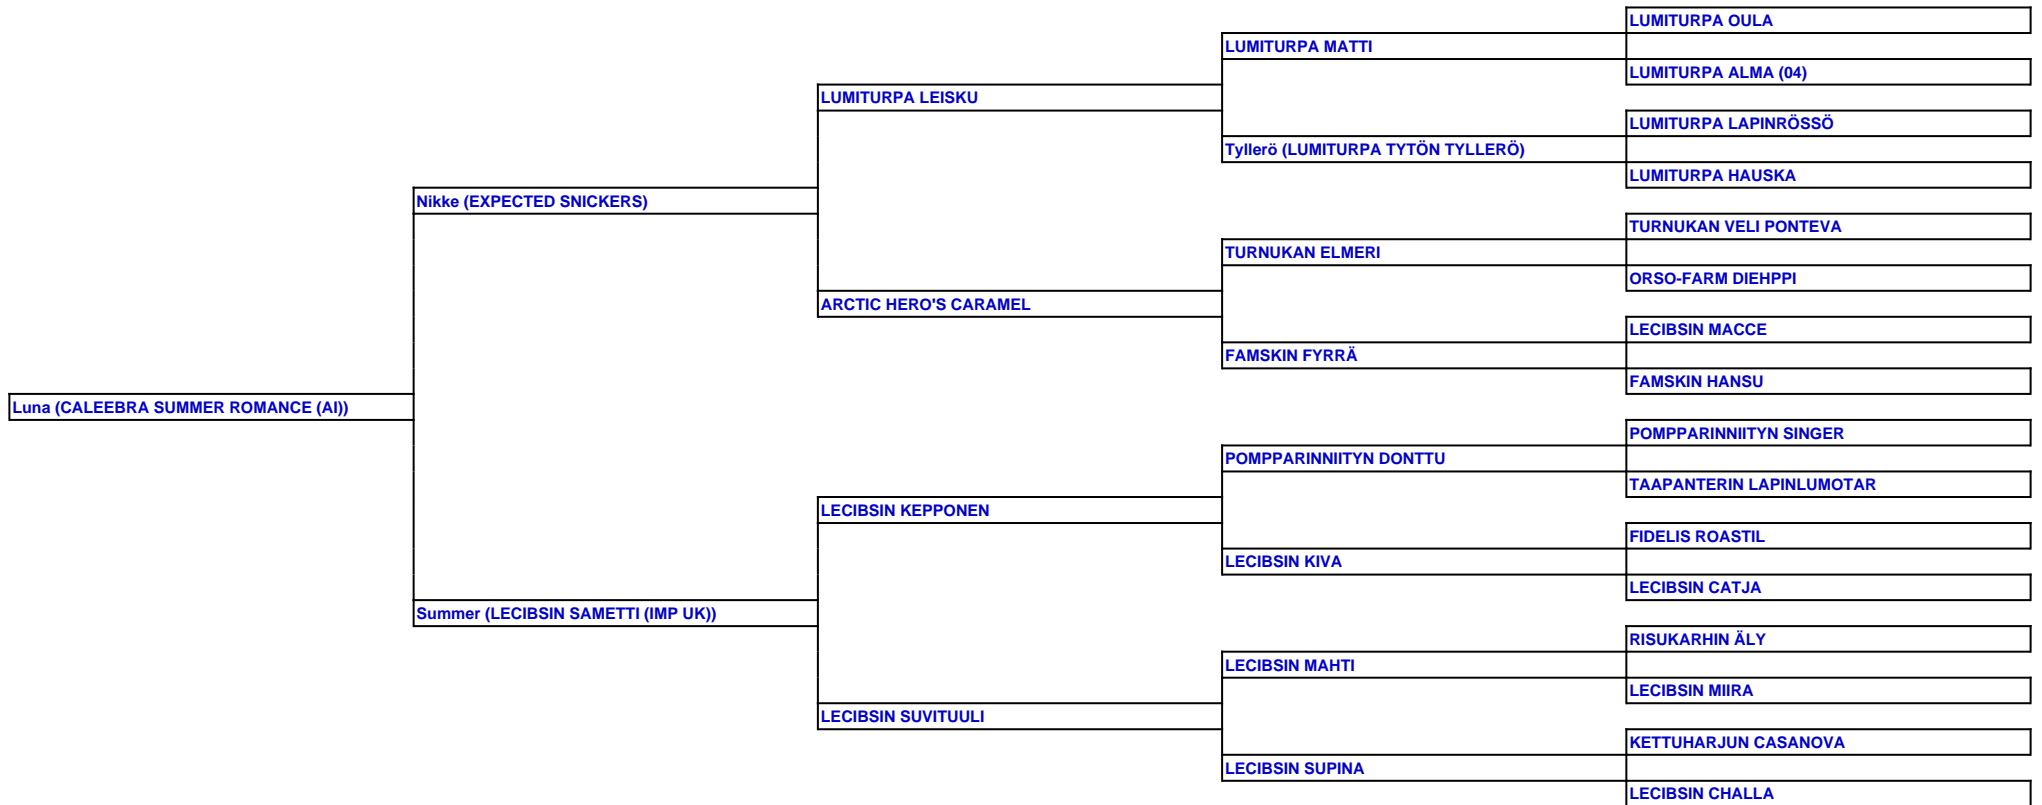 LUMITURPA OULA
LUMITURPA MATTI
LUMITURPA ALMA (04)
LUMITURPA LEISKU
LUMITURPA LAPINRÖSSÖ
Tyllerö (LUMITURPA TYTÖN TYLLERÖ)
LUMITURPA HAUSKA
Nikke (EXPECTED SNICKERS)
TURNUKAN VELI PONTEVA
TURNUKAN ELMERI
ORSO-FARM DIEHPPI
ARCTIC HERO'S CARAMEL
LECIBSIN MACCE
FAMSKIN FYRRÄ
FAMSKIN HANSU
Luna (CALEEBRA SUMMER ROMANCE (AI))
POMPPARINNIITYN SINGER
POMPPARINNIITYN DONTTU
TAAPANTERIN LAPINLUMOTAR
LECIBSIN KEPPONEN
FIDELIS ROASTIL
LECIBSIN KIVA
LECIBSIN CATJA
Summer (LECIBSIN SAMETTI (IMP UK))
RISUKARHIN ÄLY
LECIBSIN MAHTI
LECIBSIN MIIRA
LECIBSIN SUVITUULI
KETTUHARJUN CASANOVA
LECIBSIN SUPINA
LECIBSIN CHALLA